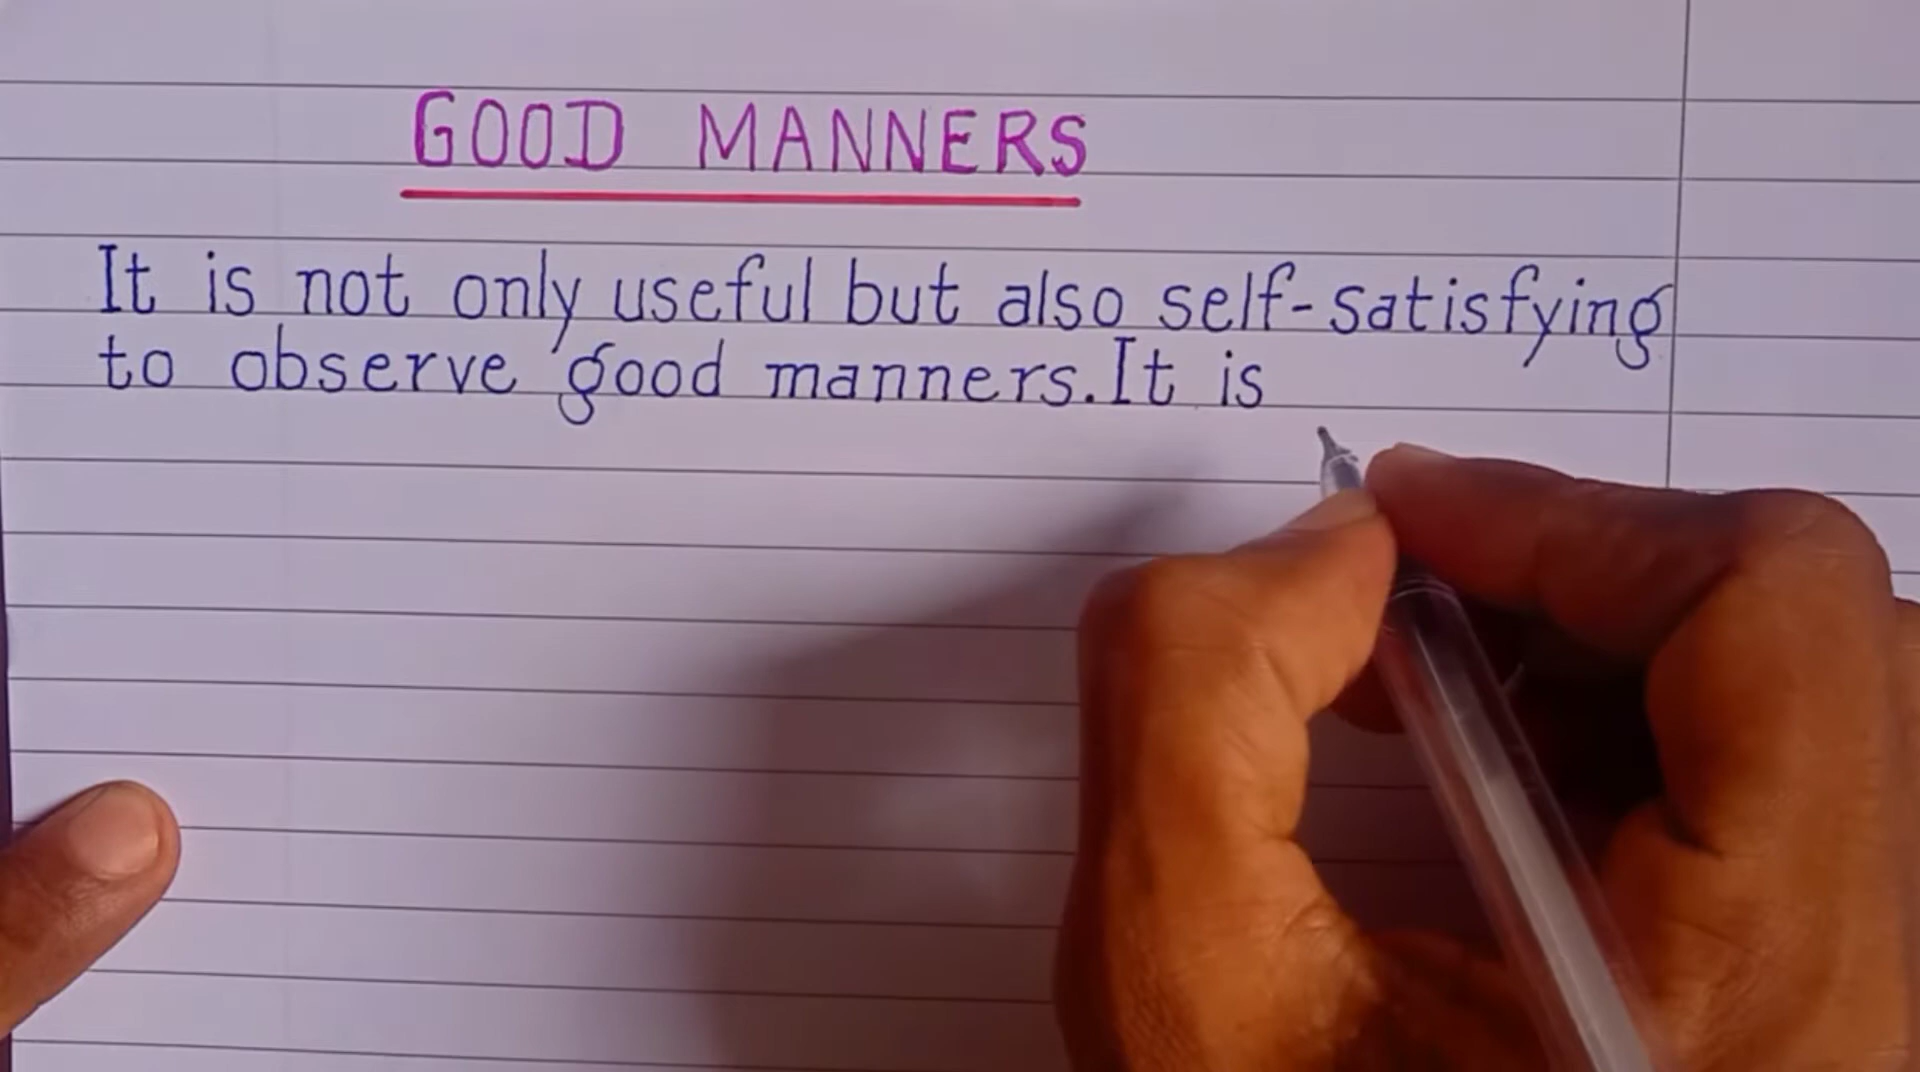 GOOD MANNERS
It is not only useful but also self-satisfying
to observe good manners. It is